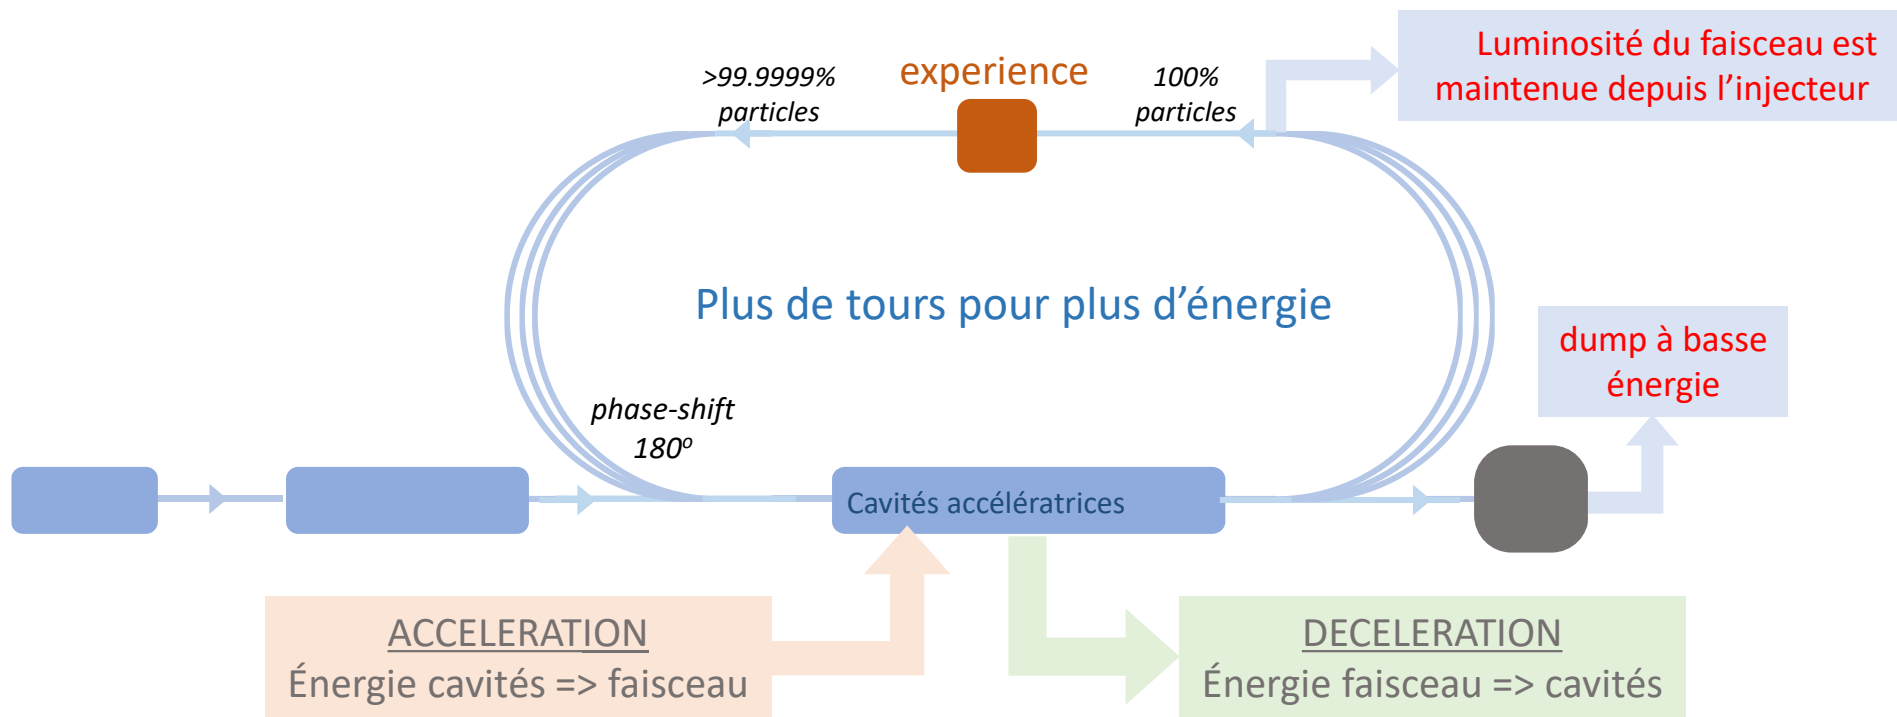 Luminosité du faisceau est
maintenue depuis l'injecteur
>99.9999%
particles
experience
100%
particles
Plus de tours pour plus d'énergie
dump à basse
énergie
phase-shift
180º
Cavités accélératrices
ACCELERATION
Énergie cavités => faisceau
DECELERATION
Énergie faisceau => cavités